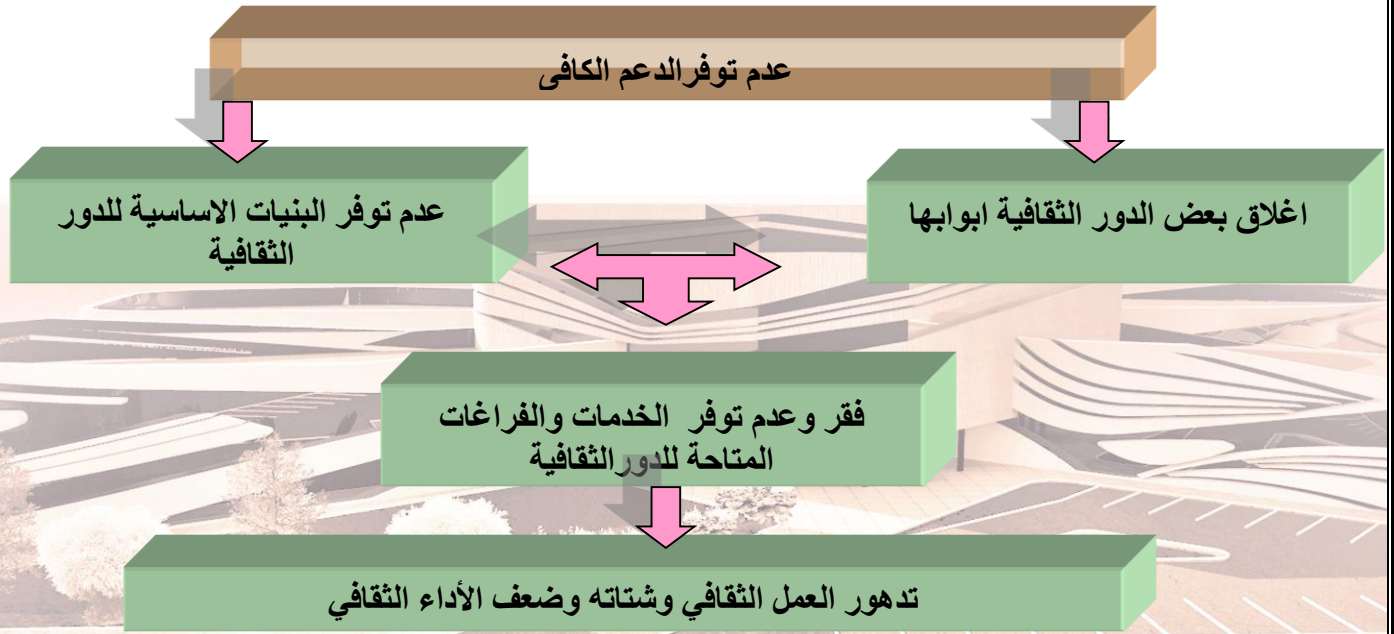 عدم توفرالدعم الكافى
اغلاق بعض الدور الثقافية ابوابها
عدم توفر البنيات الاساسية للدور
الثقافية
فقر وعدم توفر الخدمات والفراغات
المتاحة للدورالثقافية
تدهور العمل الثقافي وشتاته وضعف الأداء الثقافي